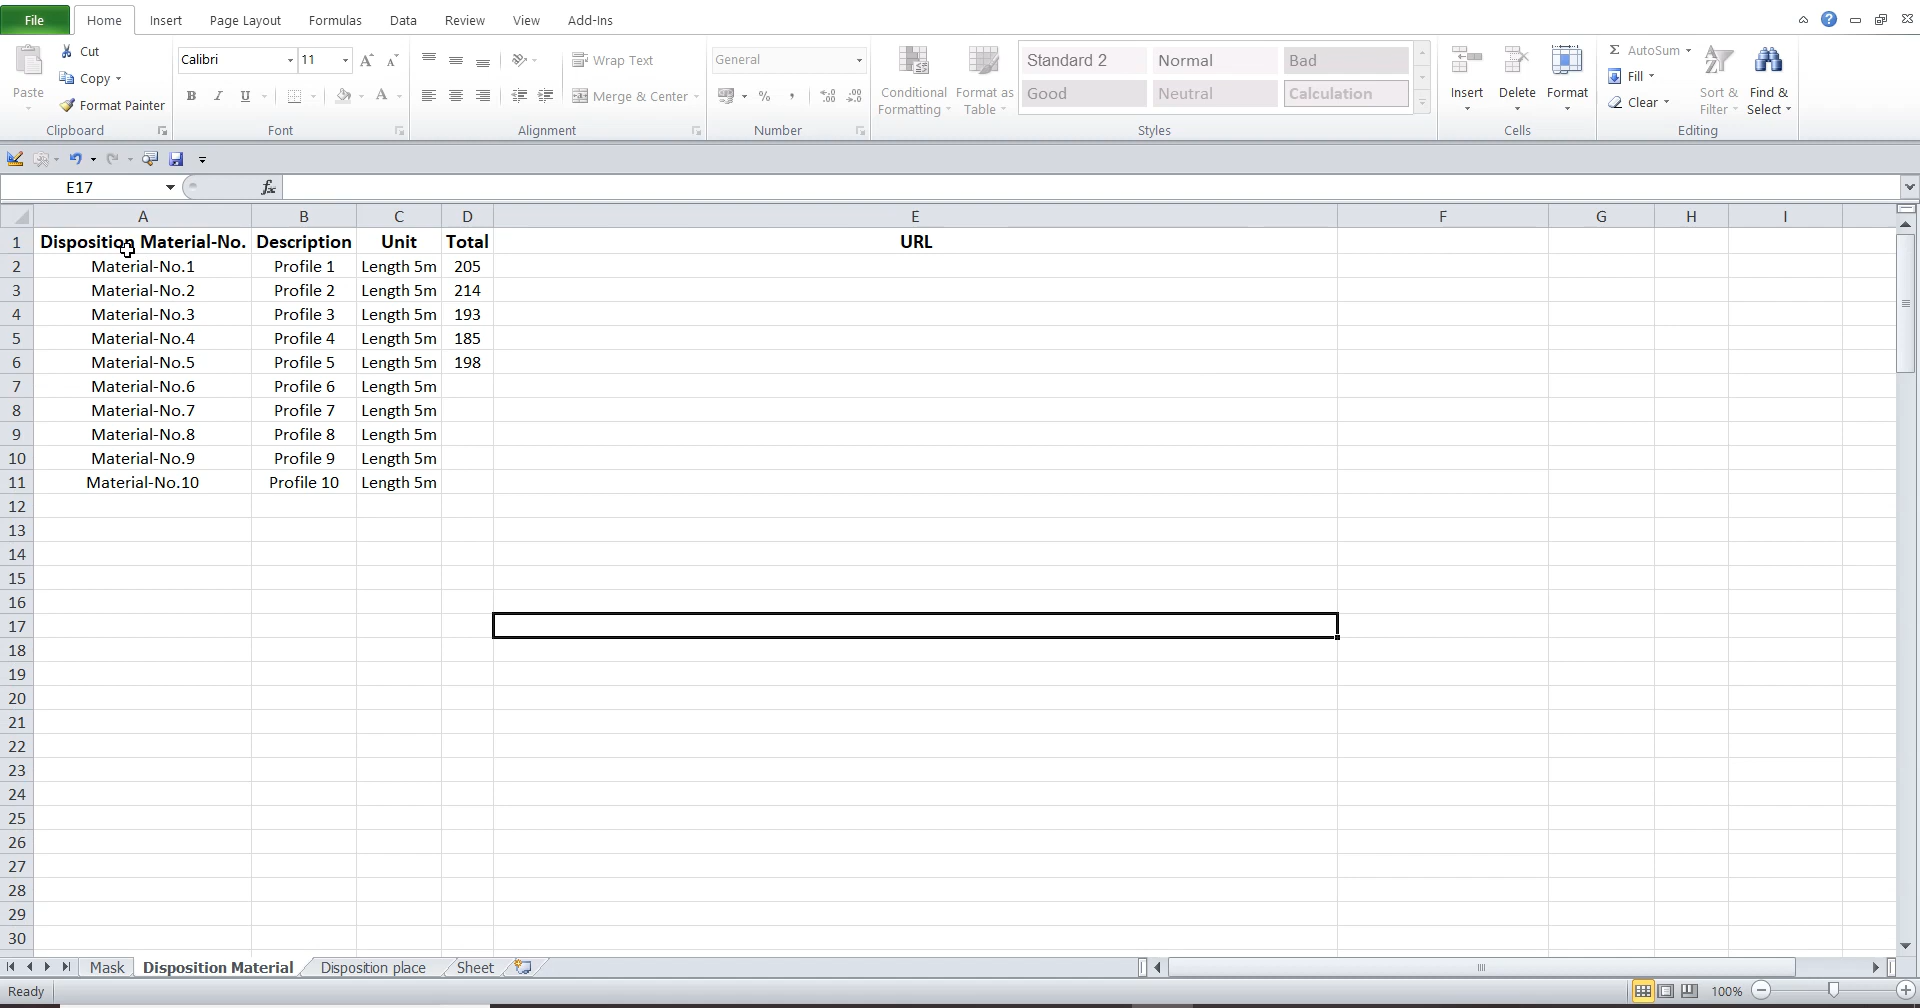 File Home Insert Page Layout Formulas Data Review View Add-Ins
Cut
Copy
Format Painter
Paste
Clipboard
Calibri 11
B I U
Font
Wrap Text
Merge & Center
Alignment
General
%
Number
Conditional Formatting
Format as Table
Standard 2 Normal Bad
Good Neutral Calculation
Styles
Insert Delete Format
Cells
Σ AutoSum
Fill
Clear
Sort & Filter
Find & Select
Editing
E17 fx
A B C D E F G H I
1 Disposition Material-No. Description Unit Total URL
2 Material-No.1 Profile 1 Length 5m 205
3 Material-No.2 Profile 2 Length 5m 214
4 Material-No.3 Profile 3 Length 5m 193
5 Material-No.4 Profile 4 Length 5m 185
6 Material-No.5 Profile 5 Length 5m 198
7 Material-No.6 Profile 6 Length 5m
8 Material-No.7 Profile 7 Length 5m
9 Material-No.8 Profile 8 Length 5m
10 Material-No.9 Profile 9 Length 5m
11 Material-No.10 Profile 10 Length 5m
12
13
14
15
16
17
18
19
20
21
22
23
24
25
26
27
28
29
30
Mask Disposition Material Disposition place Sheet
Ready 100%